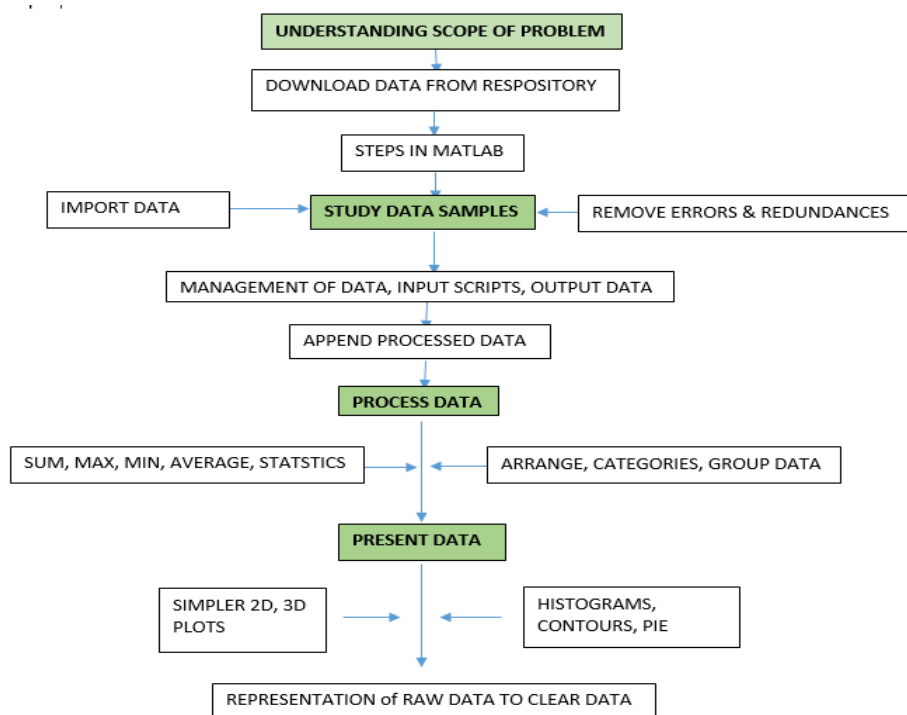 UNDERSTANDING SCOPE OF PROBLEM
DOWNLOAD DATA FROM RESPOSITORY
STEPS IN MATLAB
IMPORT DATA
STUDY DATA SAMPLES
REMOVE ERRORS & REDUNDANCES
MANAGEMENT OF DATA, INPUT SCRIPTS, OUTPUT DATA
APPEND PROCESSED DATA
PROCESS DATA
SUM, MAX, MIN, AVERAGE, STATSTICS
ARRANGE, CATEGORIES, GROUP DATA
PRESENT DATA
SIMPLER 2D, 3D
PLOTS
HISTOGRAMS,
CONTOURS, PIE
REPRESENTATION of RAW DATA TO CLEAR DATA